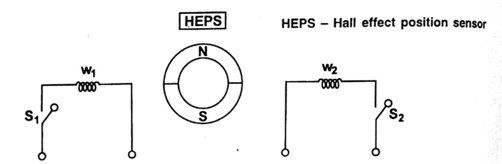 HEPS
HEPS – Hall effect position sensor
W1
N
W2
S1
S
S2